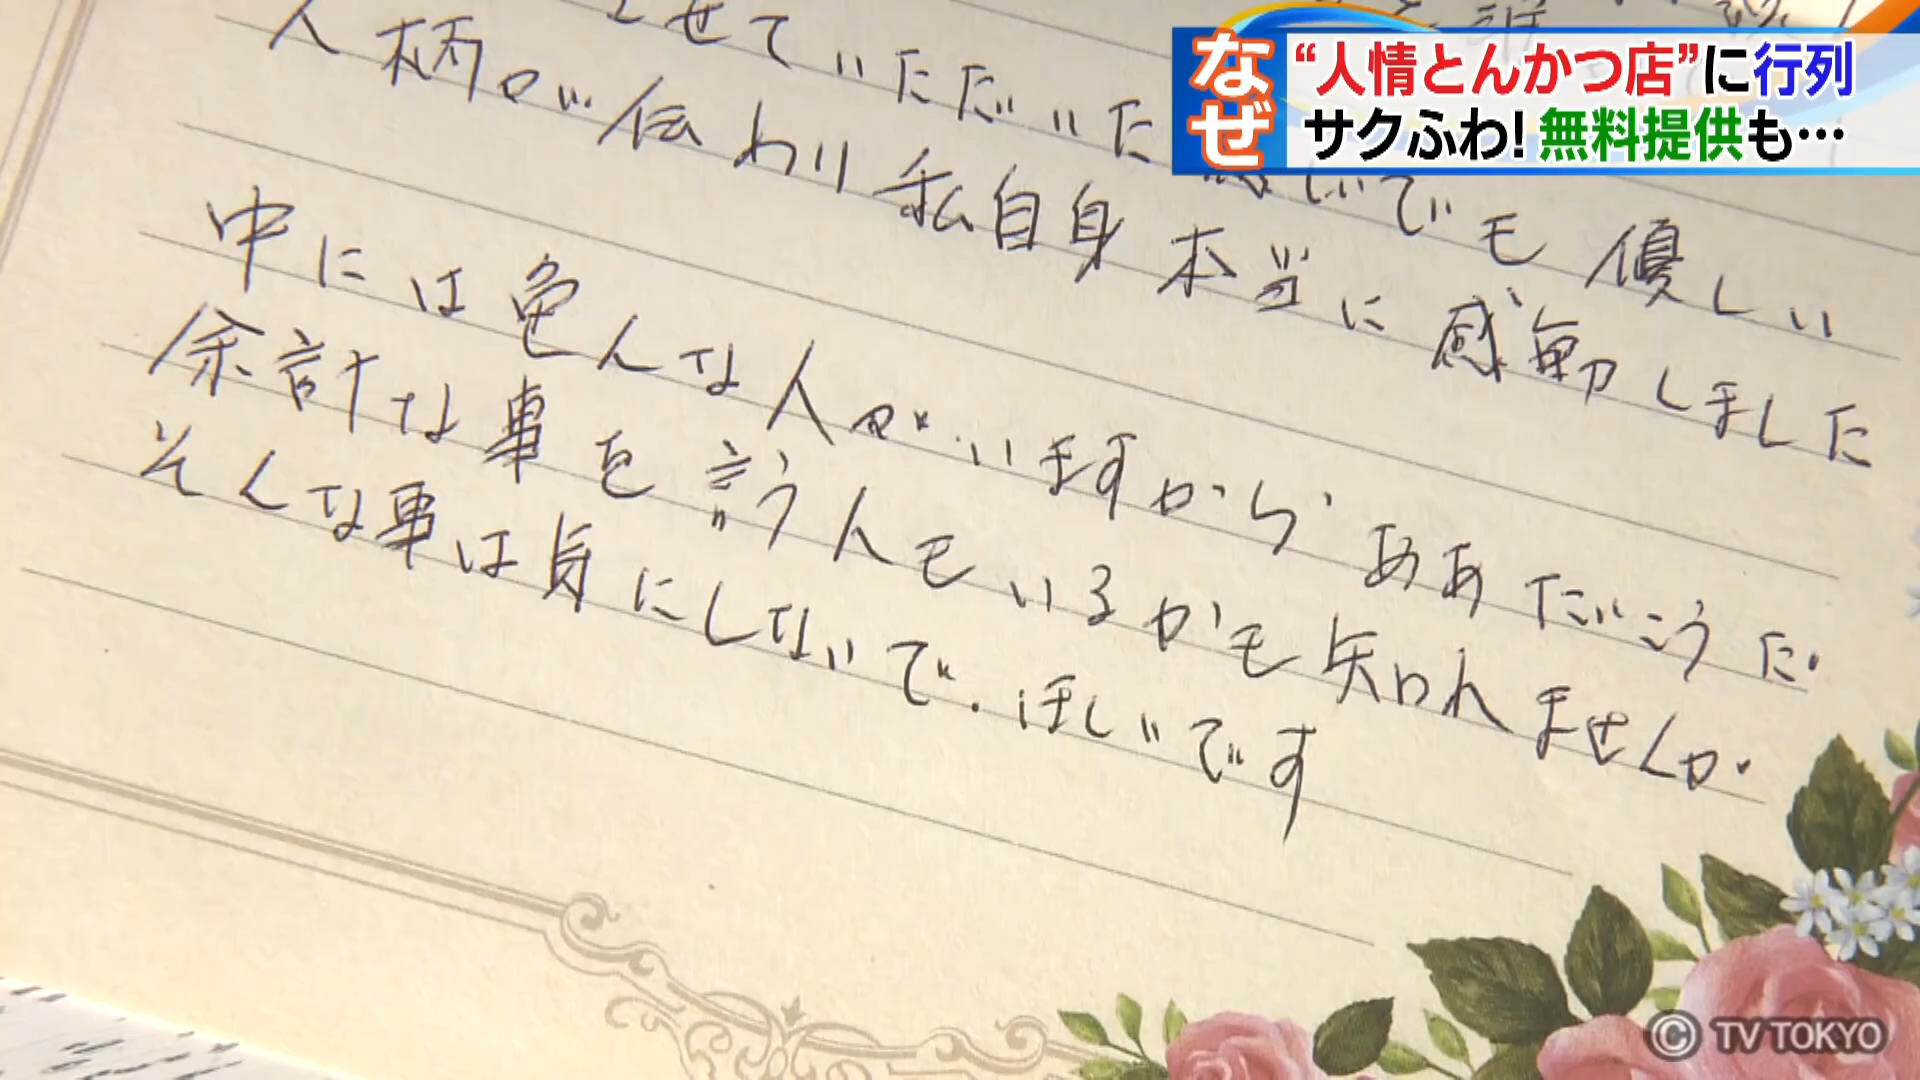 なぜ
“人情とんかつ店”に行列
サクふわ！無料提供も…
せていただいた
でも優しい
人柄が伝わり私自身本当に感動しました
中には色んな人がいますからああだこうだ
余計な事を言う人もいるかも知れませんが
そんな事は気にしないで.ほしいです
© TV TOKYO